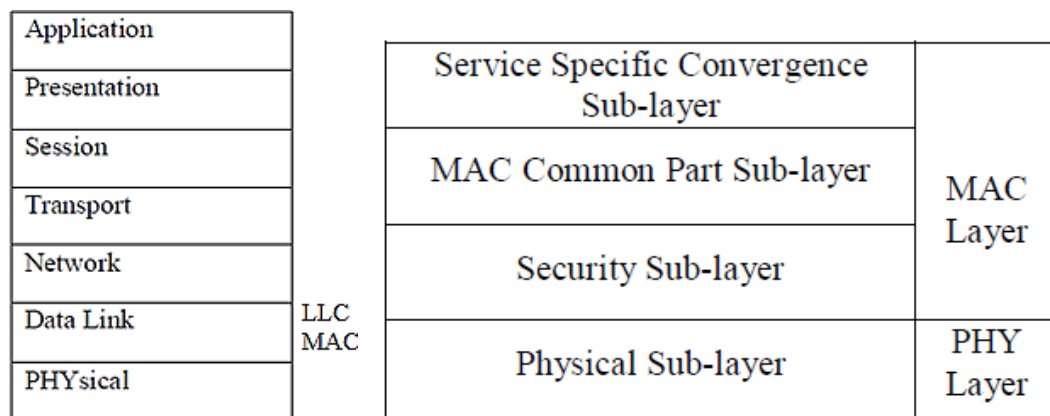 Application
Presentation
Session
Transport
Network
Data Link
PHYsical
LLC
MAC
Service Specific Convergence
Sub-layer
MAC Common Part Sub-layer
Security Sub-layer
Physical Sub-layer
MAC
Layer
PHY
Layer